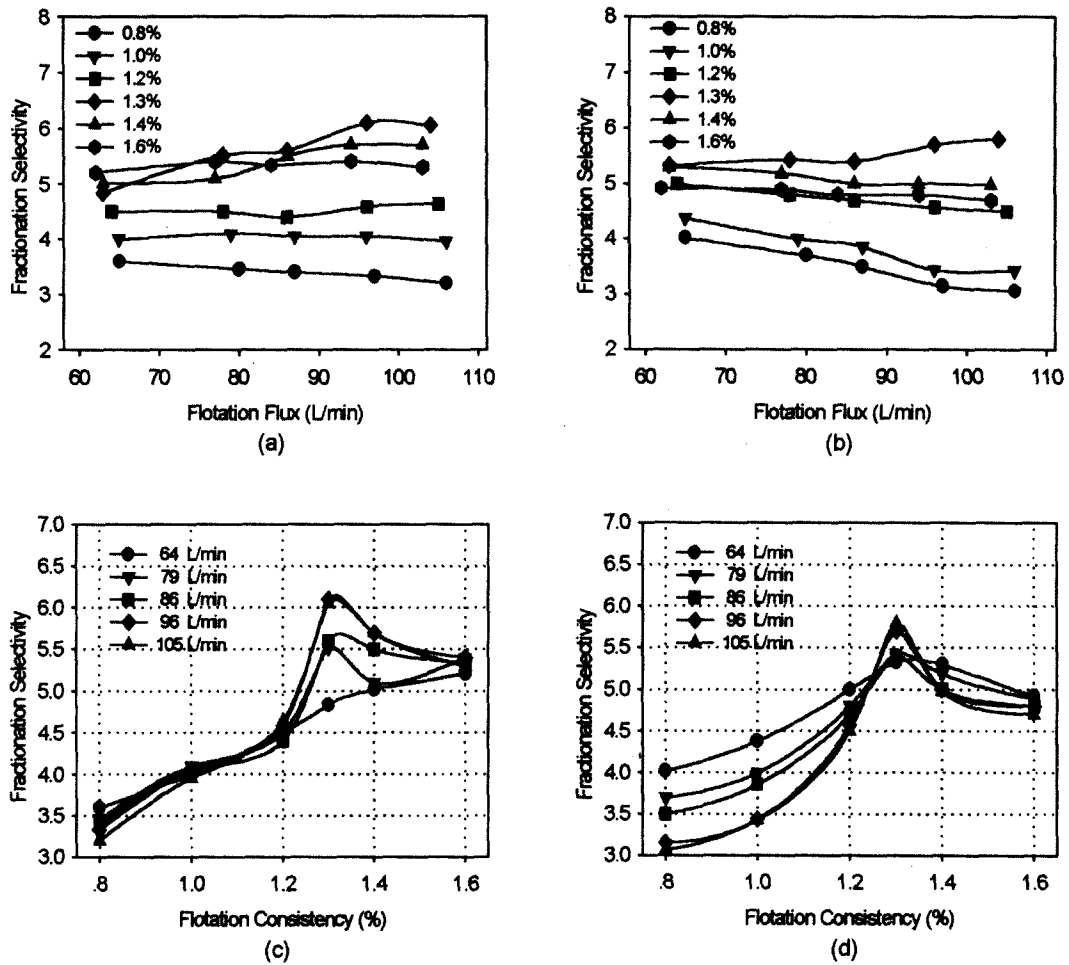 8
7
6
5
4
3
2
Fractionation Selectivity
0.8%
1.0%
1.2%
1.3%
1.4%
1.6%
60 70 80 90 100 110
Flotation Flux (L/min)
(a)
8
7
6
5
4
3
2
Fractionation Selectivity
0.8%
1.0%
1.2%
1.3%
1.4%
1.6%
60 70 80 90 100 110
Flotation Flux (L/min)
(b)
7.0
6.5
6.0
5.5
5.0
4.5
4.0
3.5
3.0
Fractionation Selectivity
64 L/min
79 L/min
86 L/min
96 L/min
105 L/min
.8 1.0 1.2 1.4 1.6
Flotation Consistency (%)
(c)
7.0
6.5
6.0
5.5
5.0
4.5
4.0
3.5
3.0
Fractionation Selectivity
64 L/min
79 L/min
86 L/min
96 L/min
105 L/min
.8 1.0 1.2 1.4 1.6
Flotation Consistency (%)
(d)